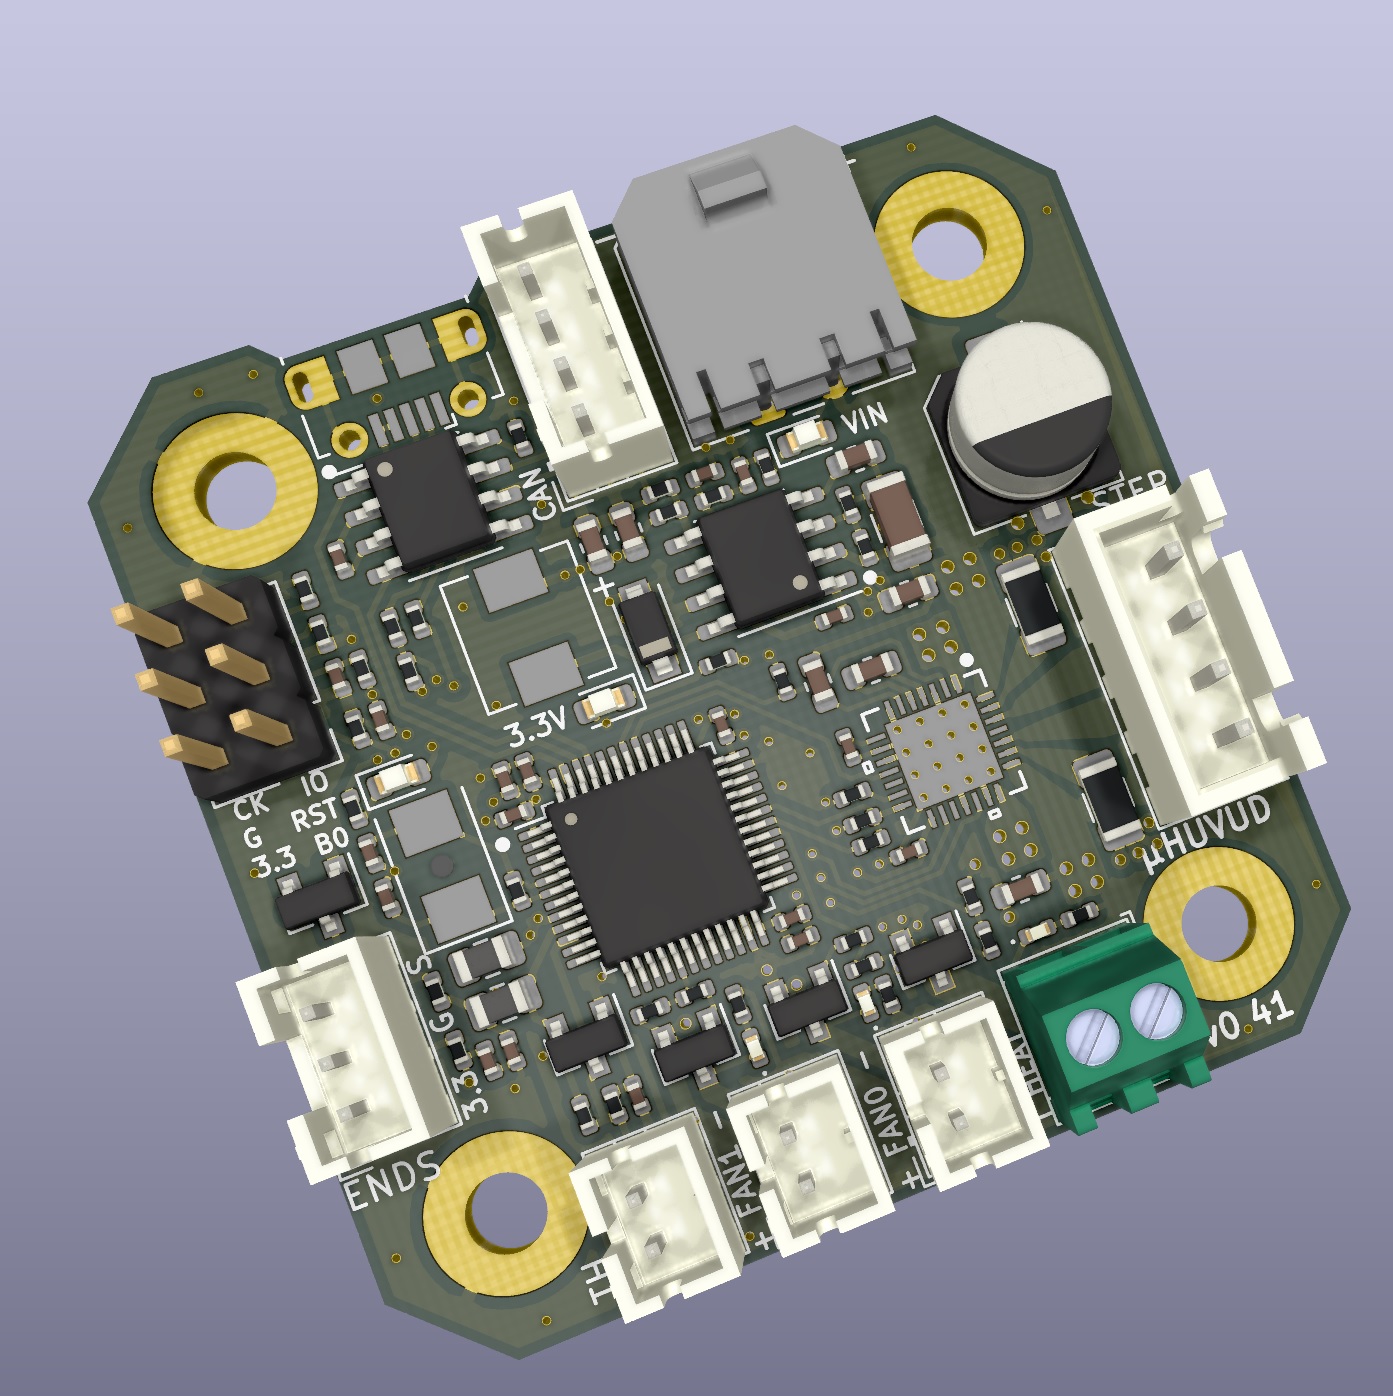 VIN
CAN
STEP
+
3.3V
IO
CK
RST
G
B0
3.3
µHUVUD
S
G
3.3
v0 41
HEAT
− FAN0 +
− FAN1 +
ENDS
TH